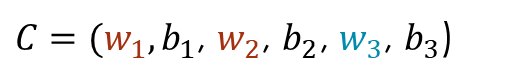 C = (w₁, b₁, w₂, b₂, w₃, b₃)